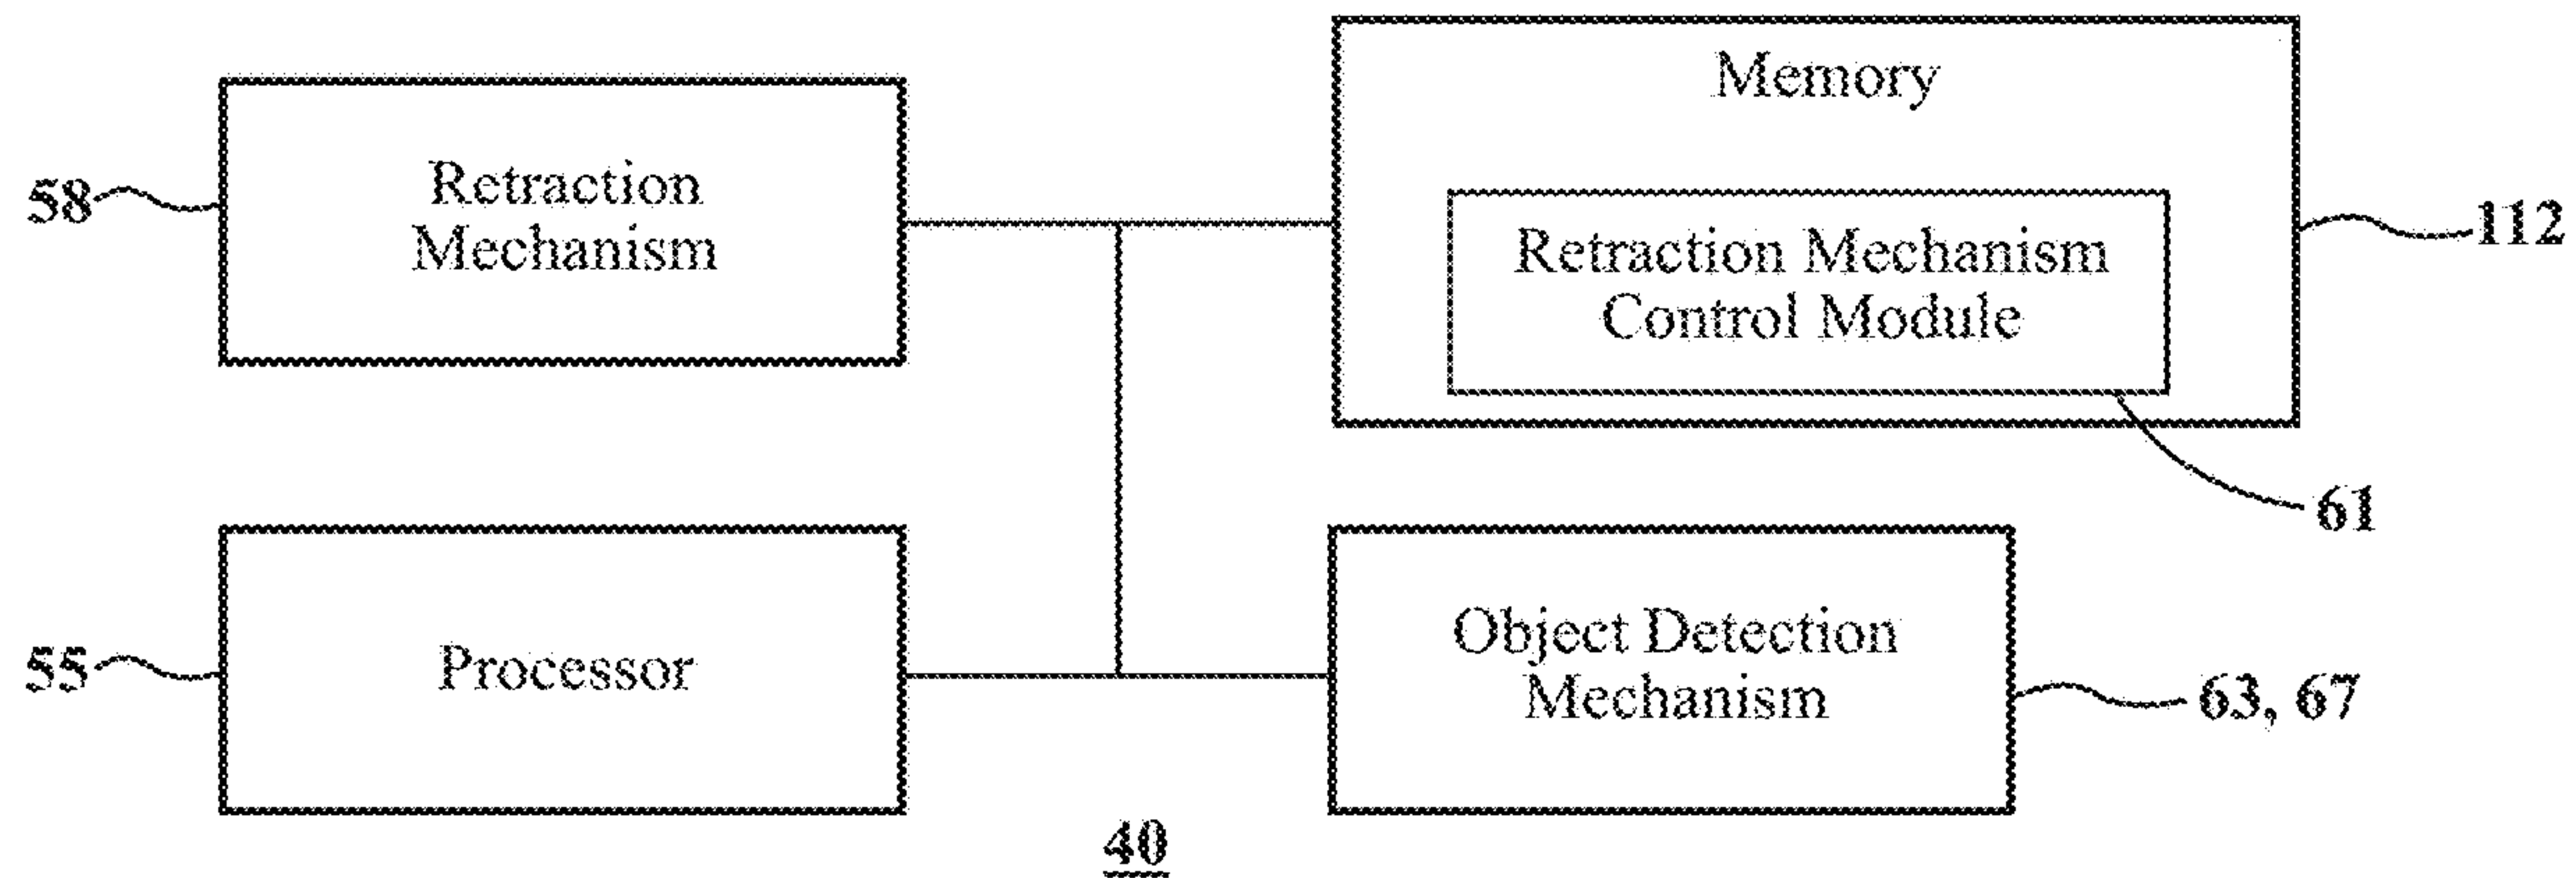 Memory
Retraction
Mechanism
58
Retraction Mechanism
Control Module
112
61
Processor
55
Object Detection
Mechanism
63, 67
40